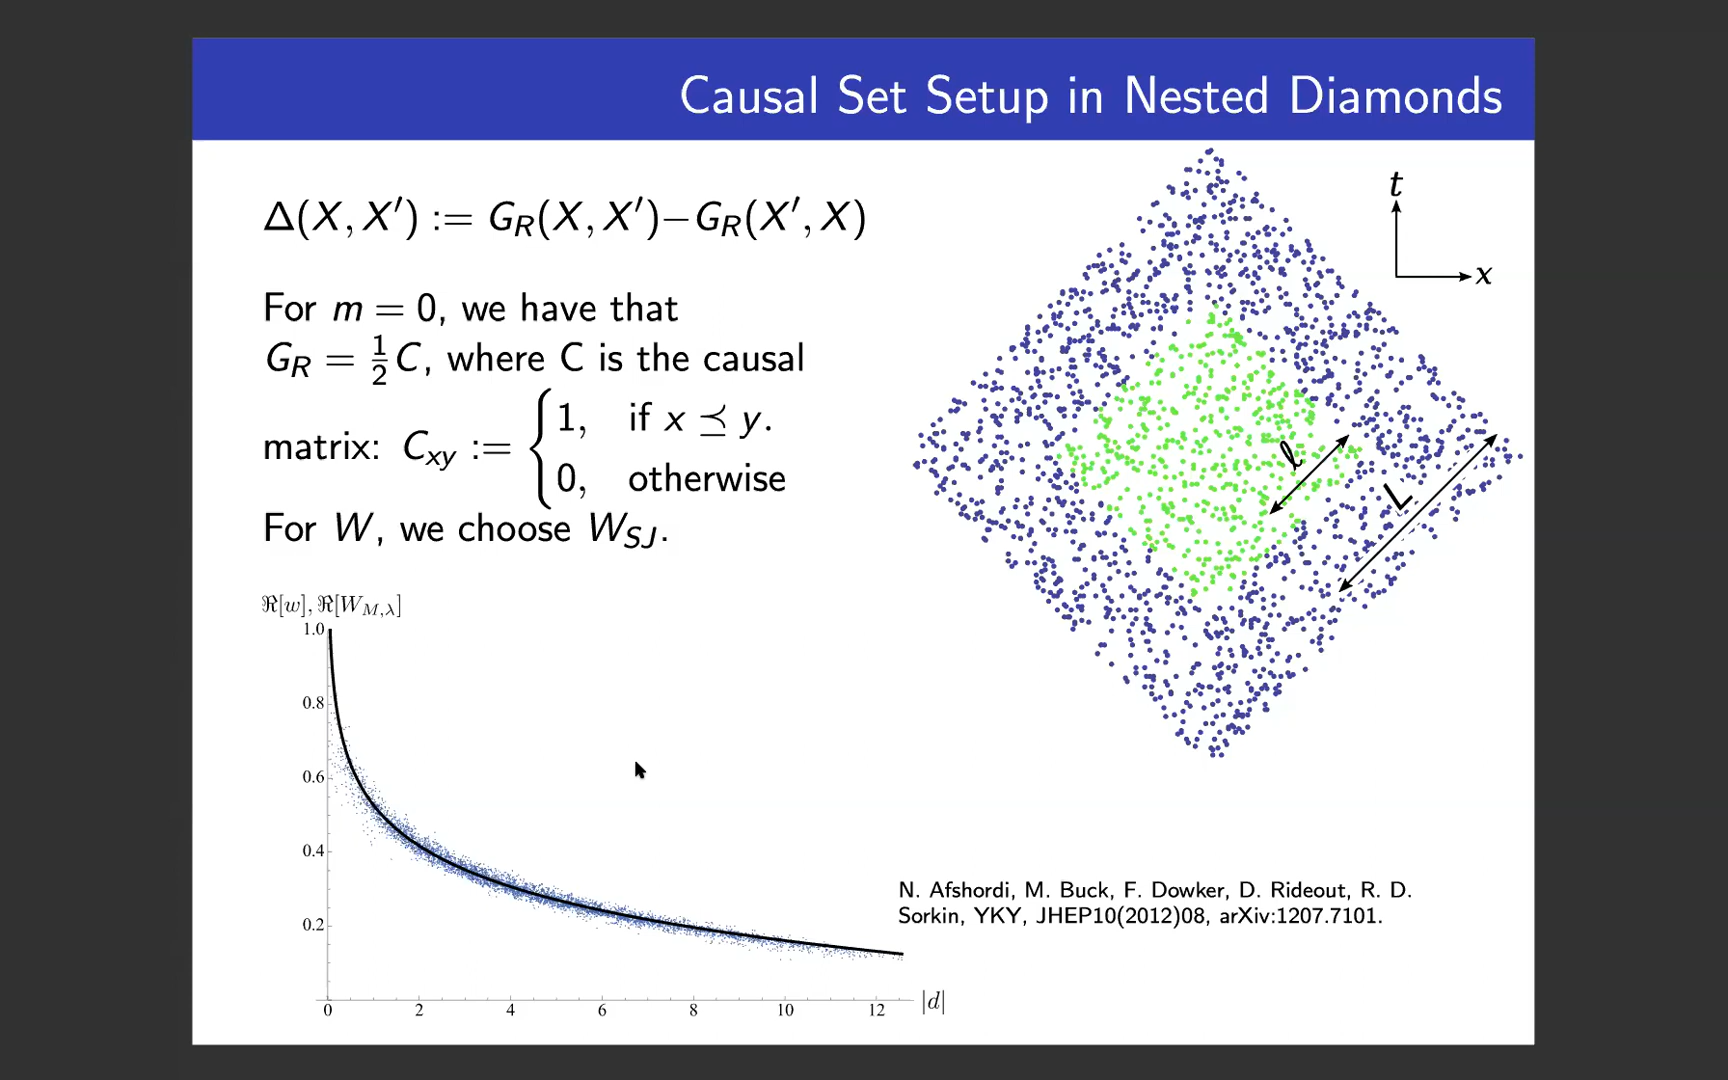 Causal Set Setup in Nested Diamonds
Δ(X, X′) := G_R(X, X′)−G_R(X′, X)
For m = 0, we have that
G_R = 1/2 C, where C is the causal
matrix: C_xy := { 1, if x ⪯ y.
0, otherwise
For W, we choose W_SJ.
t
x
ℓ
L
ℜ[w], ℜ[W_M,λ]
1.0
0.8
0.6
0.4
0.2
0 2 4 6 8 10 12 |d|
N. Afshordi, M. Buck, F. Dowker, D. Rideout, R. D.
Sorkin, YKY, JHEP10(2012)08, arXiv:1207.7101.